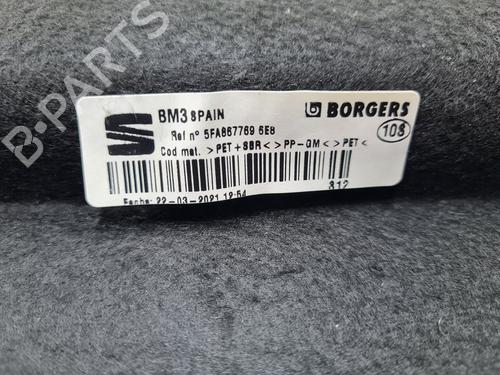 BM3 SPAIN
BORGERS
Ref nº 5FA867769 6E8
108
Cod mat. >PET+SBR< >PP-GM< >PET<
312
Fecha: 22-03-2021 12:54
B-PARTS